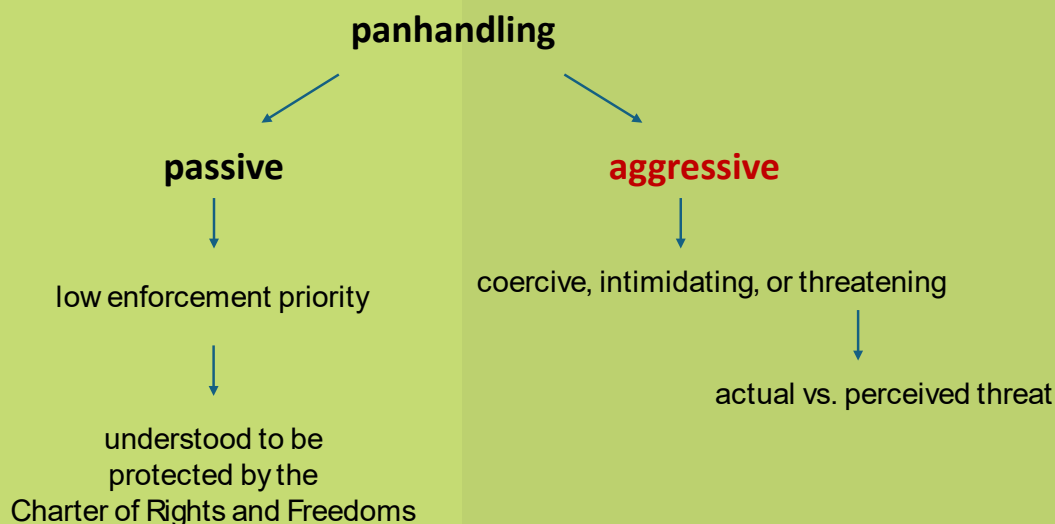 panhandling
passive
low enforcement priority
understood to be
protected by the
Charter of Rights and Freedoms
aggressive
coercive, intimidating, or threatening
actual vs. perceived threat